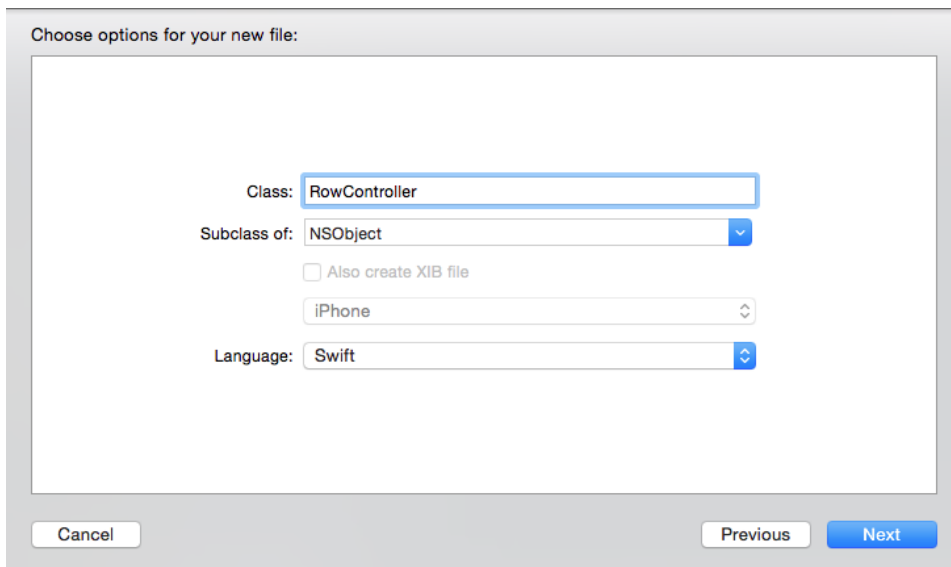 Choose options for your new file:
Class: RowController
Subclass of: NSObject
Also create XIB file
iPhone
Language: Swift
Cancel Previous Next